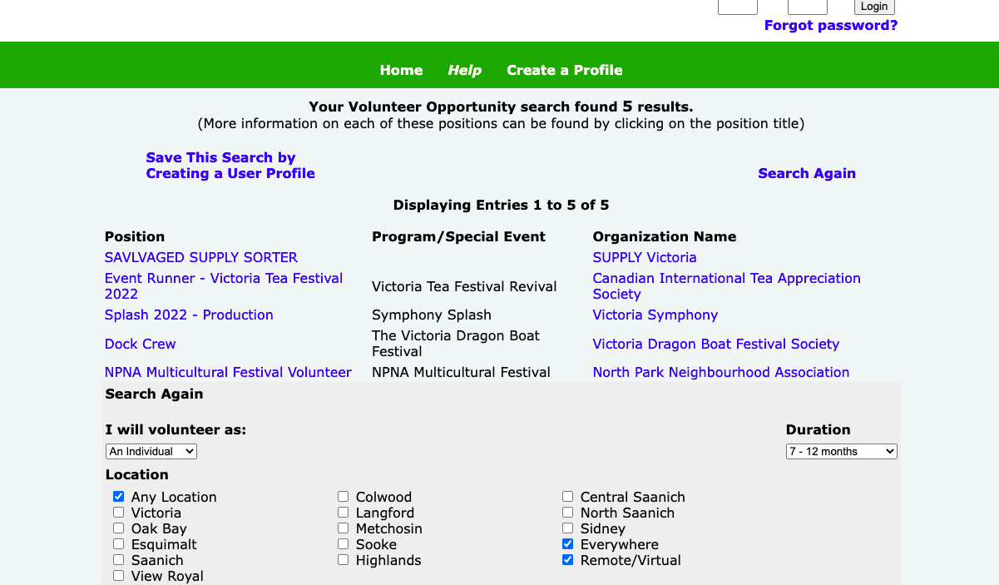 Login
Forgot password?
Home Help Create a Profile
Your Volunteer Opportunity search found 5 results.
(More information on each of these positions can be found by clicking on the position title)
Save This Search by
Creating a User Profile
Search Again
Displaying Entries 1 to 5 of 5
Position Program/Special Event Organization Name
SAVLVAGED SUPPLY SORTER SUPPLY Victoria
Event Runner - Victoria Tea Festival
2022
Victoria Tea Festival Revival
Canadian International Tea Appreciation
Society
Splash 2022 - Production Symphony Splash Victoria Symphony
Dock Crew
The Victoria Dragon Boat
Festival
Victoria Dragon Boat Festival Society
NPNA Multicultural Festival Volunteer NPNA Multicultural Festival North Park Neighbourhood Association
Search Again
I will volunteer as: Duration
An Individual 7 - 12 months
Location
Any Location Colwood Central Saanich
Victoria Langford North Saanich
Oak Bay Metchosin Sidney
Esquimalt Sooke Everywhere
Saanich Highlands Remote/Virtual
View Royal